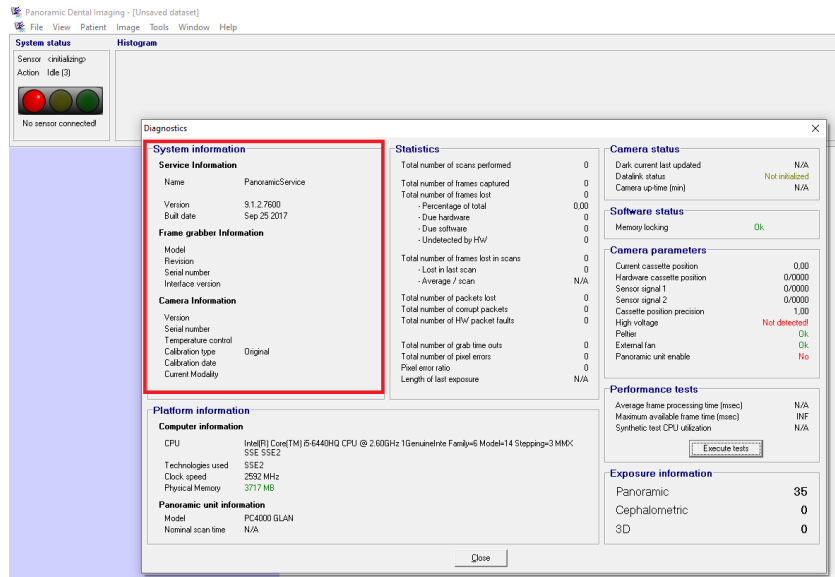 Panoramic Dental Imaging - [Unsaved dataset]
File View Patient Image Tools Window Help
System status
Sensor <initializing>
Action Idle (3)
No sensor connected!
Histogram
Diagnostics
System information
Service Information
Name PanoramicService
Version 9.1.2.7600
Built date Sep 25 2017
Frame grabber Information
Model
Revision
Serial number
Interface version
Camera Information
Version
Serial number
Temperature control
Calibration type Original
Calibration date
Current Modality
Statistics
Total number of scans performed 0
Total number of frames captured 0
Total number of frames lost 0
- Percentage of total 0,00
- Due hardware 0
- Due software 0
- Undetected by HW 0
Total number of frames lost in scans 0
- Lost in last scan 0
- Average / scan N/A
Total number of packets lost 0
Total number of corrupt packets 0
Total number of HW packet faults 0
Total number of grab time outs 0
Total number of pixel errors 0
Pixel error ratio 0
Length of last exposure N/A
Camera status
Dark current last updated N/A
Datalink status Not initialized
Camera up-time (min) N/A
Software status
Memory locking Ok
Camera parameters
Current cassette position 0,00
Hardware cassette position 0/0000
Sensor signal 1 0/0000
Sensor signal 2 0/0000
Cassette position precision 1,00
High voltage Not detected!
Peltier Ok
External fan Ok
Panoramic unit enable No
Performance tests
Average frame processing time (msec) N/A
Maximum available frame time (msec) INF
Synthetic test CPU utilization N/A
Execute tests
Platform information
Computer information
CPU Intel(R) Core(TM) i5-6440HQ CPU @ 2.60GHz 1GenuineInte Family=6 Model=14 Stepping=3 MMX
SSE SSE2
Technologies used SSE2
Clock speed 2592 MHz
Physical Memory 3717 MB
Panoramic unit information
Model PC4000 GLAN
Nominal scan time N/A
Exposure information
Panoramic 35
Cephalometric 0
3D 0
Close